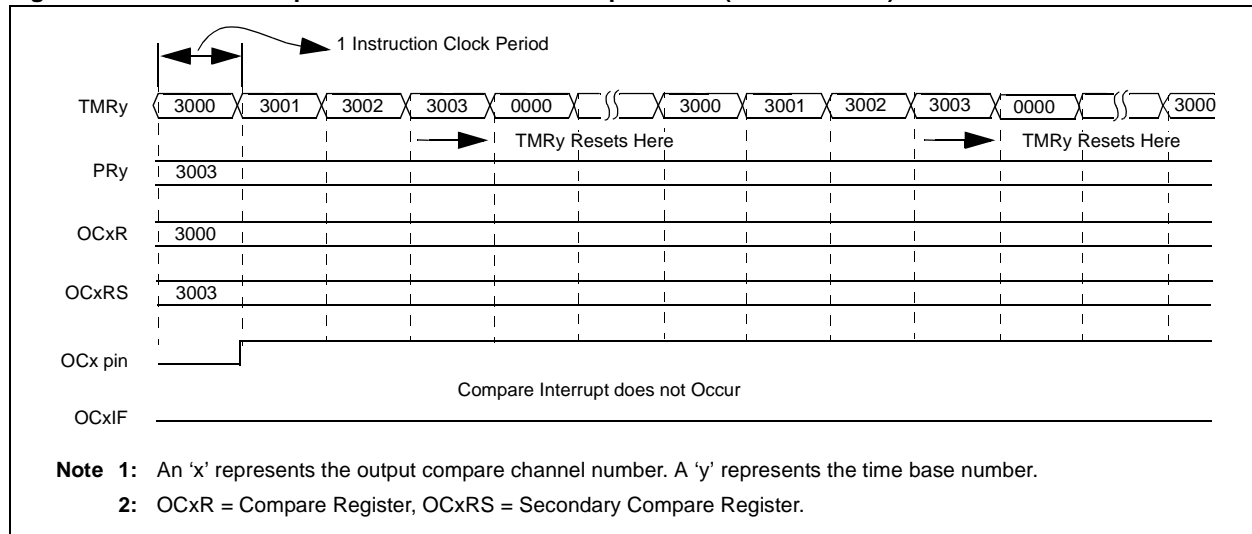 1 Instruction Clock Period
TMRy 3000 3001 3002 3003 0000 3000 3001 3002 3003 0000 3000
TMRy Resets Here TMRy Resets Here
PRy 3003
OCxR 3000
OCxRS 3003
OCx pin
Compare Interrupt does not Occur
OCxIF
Note 1: An ‘x’ represents the output compare channel number. A ‘y’ represents the time base number.
2: OCxR = Compare Register, OCxRS = Secondary Compare Register.